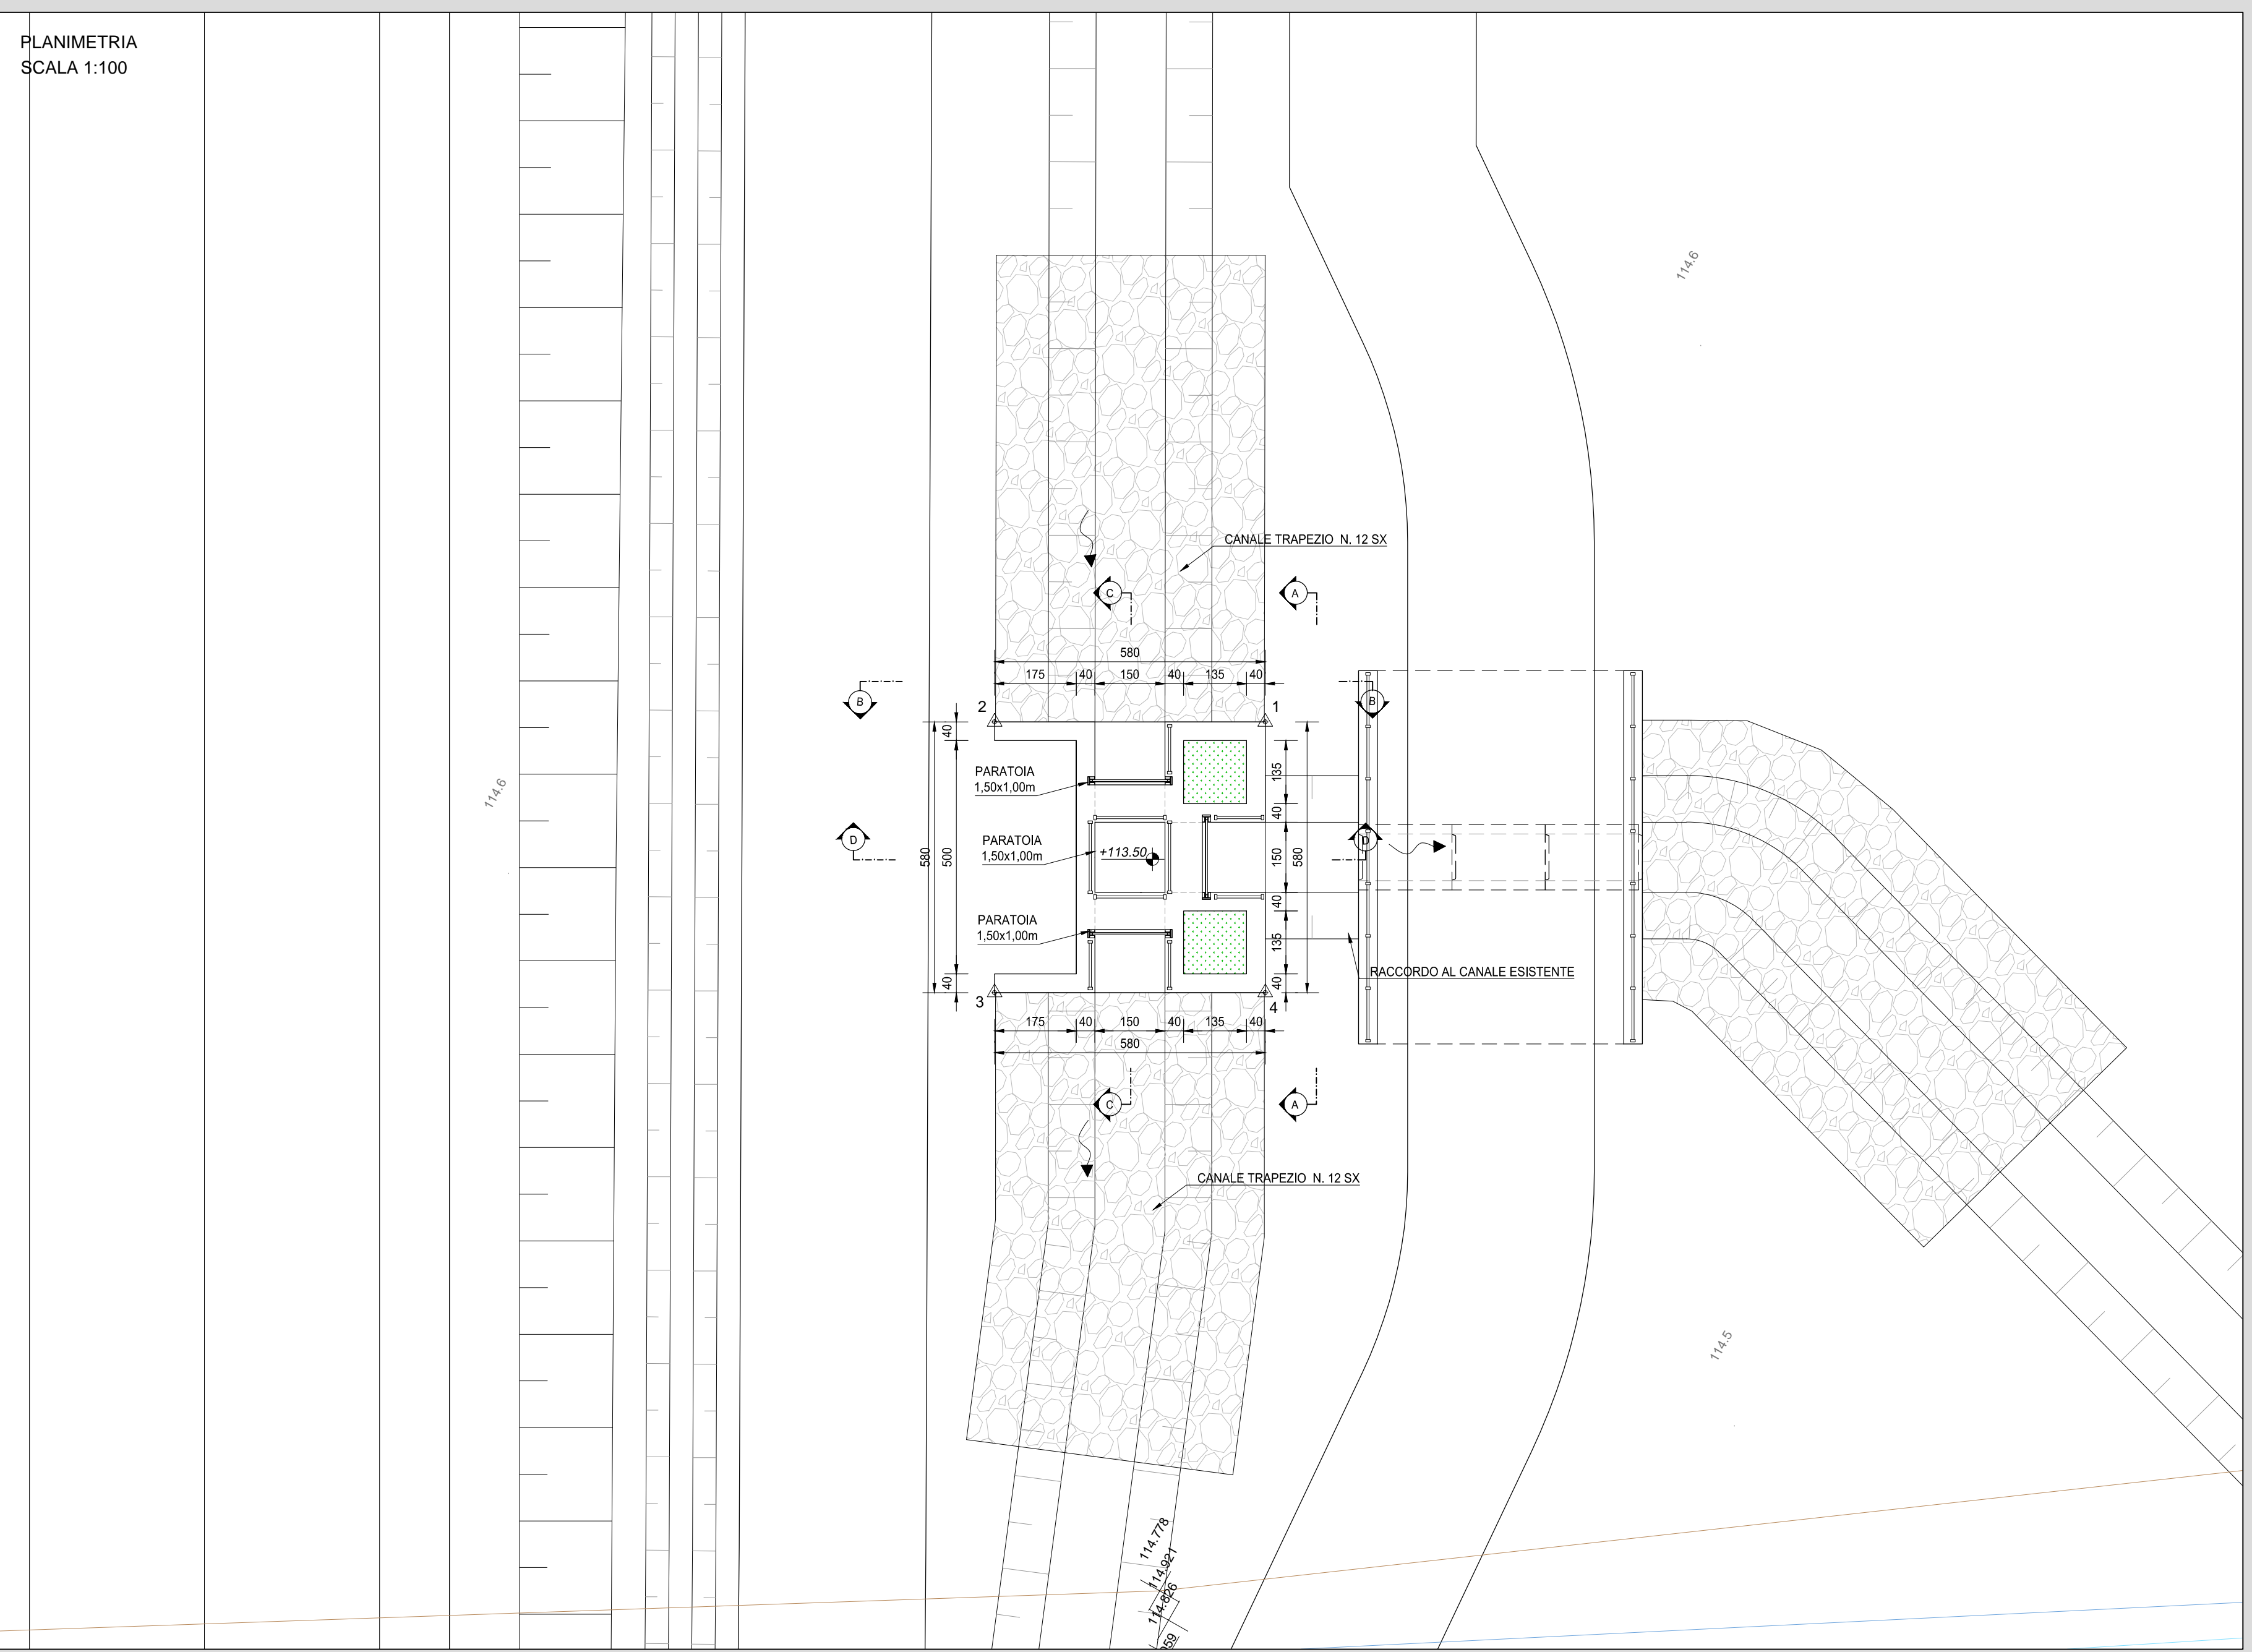 PLANIMETRIA
SCALA 1:100
114.6
CANALE TRAPEZIO N. 12 SX
C
A
580
175
40
150
40
135
40
B
B
2
1
40
PARATOIA
1,50x1,00m
135
114.6
40
D
D
PARATOIA
1,50x1,00m
+113.50
580
500
150
580
40
PARATOIA
1,50x1,00m
135
RACCORDO AL CANALE ESISTENTE
40
40
3
4
175
40
150
40
135
40
580
C
A
CANALE TRAPEZIO N. 12 SX
114.5
114.778
114.921
114.826